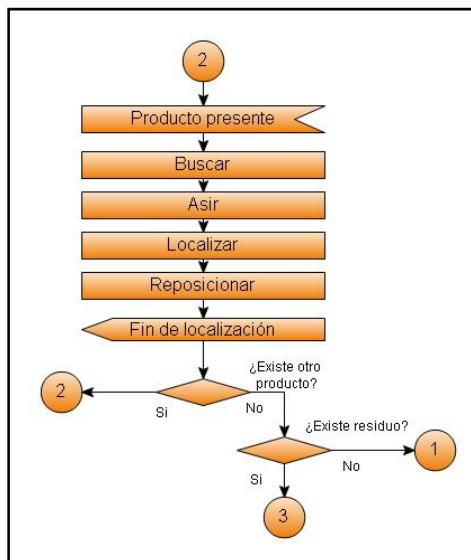 2
Producto presente
Buscar
Asir
Localizar
Reposicionar
Fin de localización
¿Existe otro
producto?
2
Si
No
¿Existe residuo?
1
Si
No
3